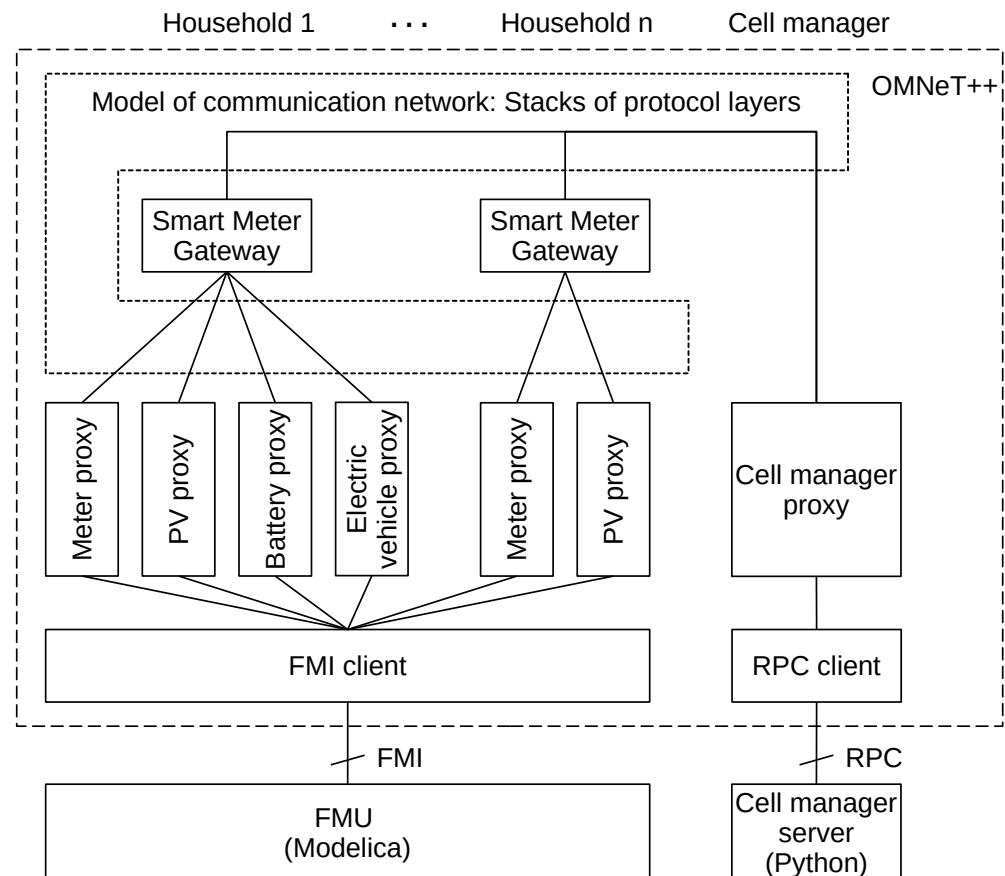 Household 1
. . .
Household n
Cell manager
OMNeT++
Model of communication network: Stacks of protocol layers
Smart Meter
Gateway
Smart Meter
Gateway
Meter proxy
PV proxy
Battery proxy
Electric
vehicle proxy
Meter proxy
PV proxy
Cell manager
proxy
FMI client
RPC client
FMI
RPC
FMU
(Modelica)
Cell manager
server
(Python)